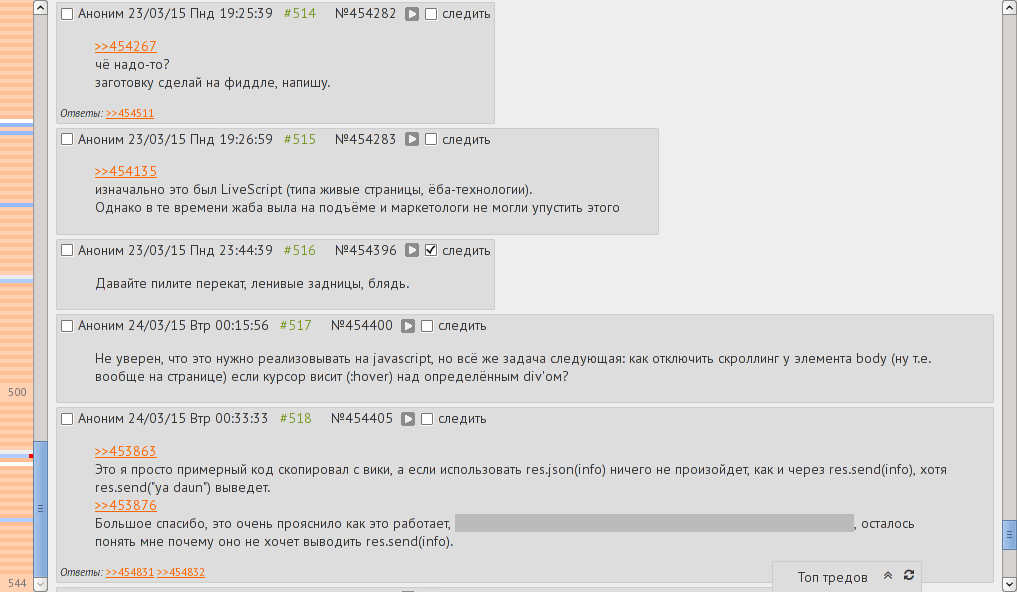 Аноним 23/03/15 Пнд 19:25:39 #514 №454282 следить
>>454267
чё надо-то?
заготовку сделай на фиддле, напишу.
Ответы: >>454511
Аноним 23/03/15 Пнд 19:26:59 #515 №454283 следить
>>454135
изначально это был LiveScript (типа живые страницы, ёба-технологии).
Однако в те времени жаба выла на подъёме и маркетологи не могли упустить этого
Аноним 23/03/15 Пнд 23:44:39 #516 №454396 следить
Давайте пилите перекат, ленивые задницы, блядь.
Аноним 24/03/15 Втр 00:15:56 #517 №454400 следить
Не уверен, что это нужно реализовывать на javascript, но всё же задача следующая: как отключить скроллинг у элемента body (ну т.е.
вообще на странице) если курсор висит (:hover) над определённым div'ом?
500
Аноним 24/03/15 Втр 00:33:33 #518 №454405 следить
>>453863
Это я просто примерный код скопировал с вики, а если использовать res.json(info) ничего не произойдет, как и через res.send(info), хотя
res.send("ya daun") выведет.
>>453876
Большое спасибо, это очень прояснило как это работает, , осталось
понять мне почему оно не хочет выводить res.send(info).
Ответы: >>454831 >>454832
Топ тредов
544